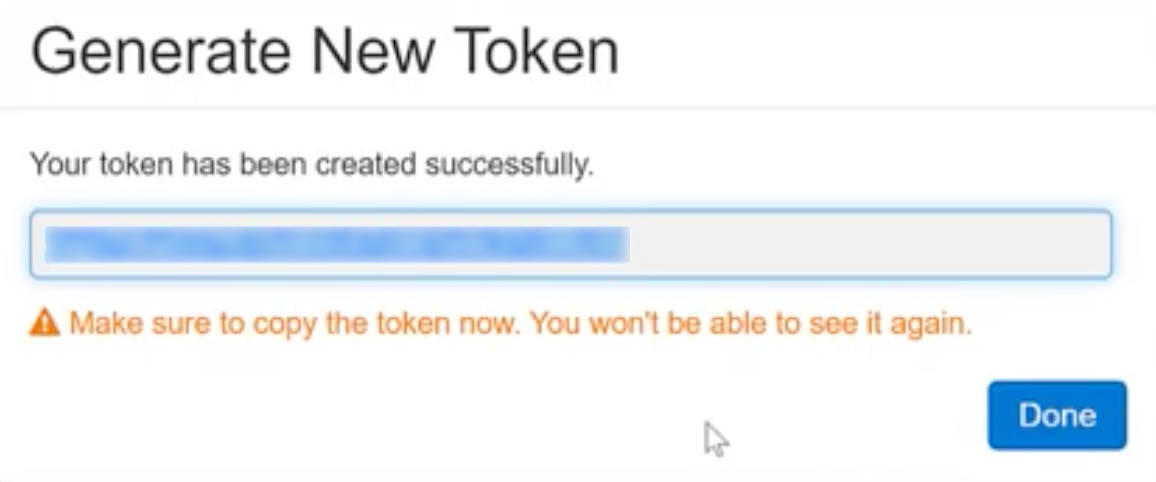 Generate New Token
Your token has been created successfully.
Make sure to copy the token now. You won't be able to see it again.
Done